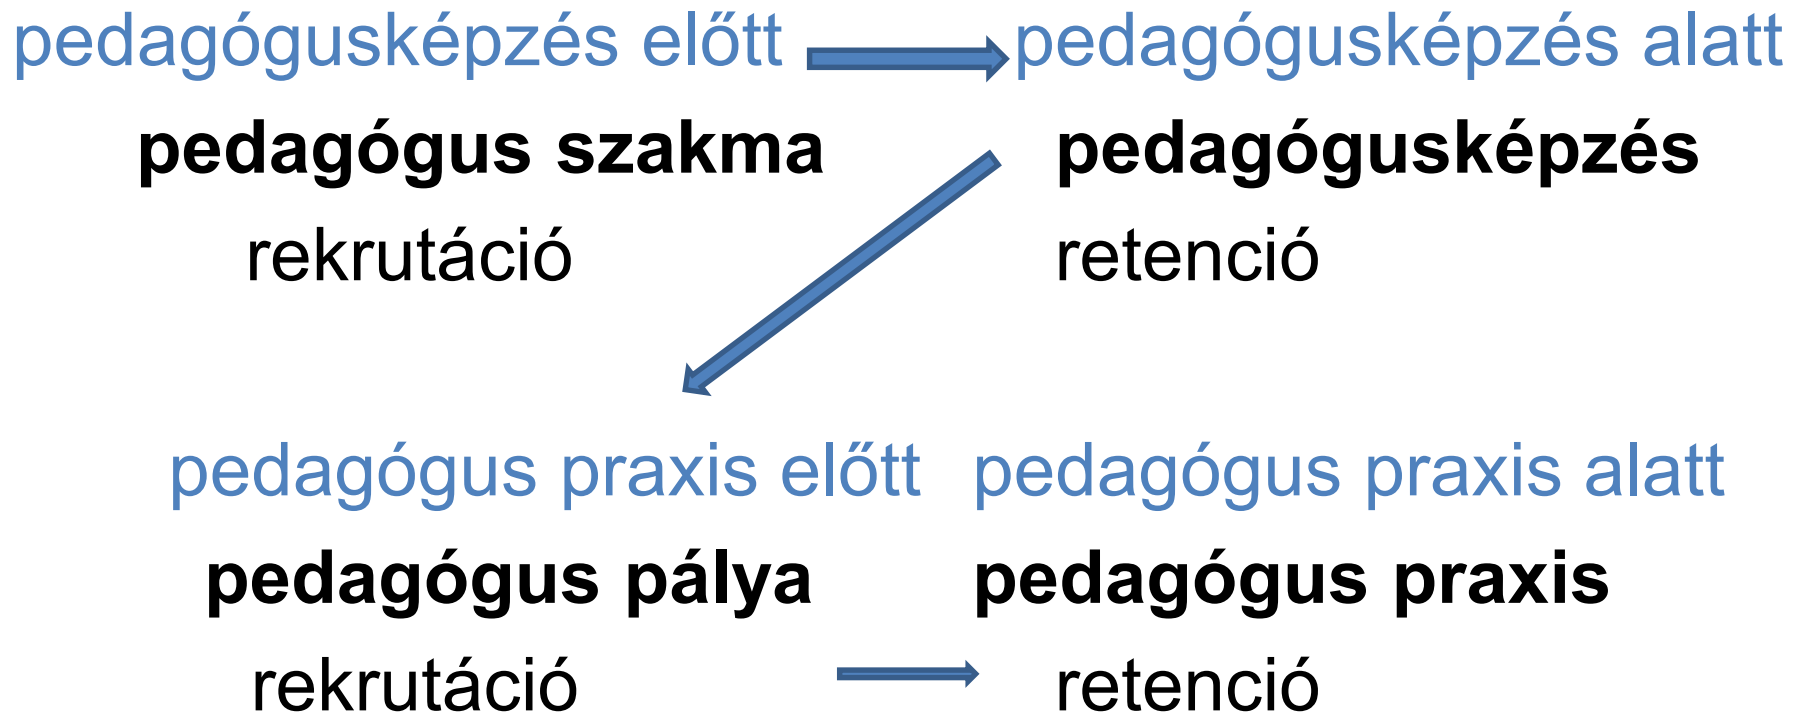 pedagógusképzés előtt pedagógusképzés alatt
pedagógus szakma pedagógusképzés
rekrutáció retenció
pedagógus praxis előtt pedagógus praxis alatt
pedagógus pálya pedagógus praxis
rekrutáció retenció